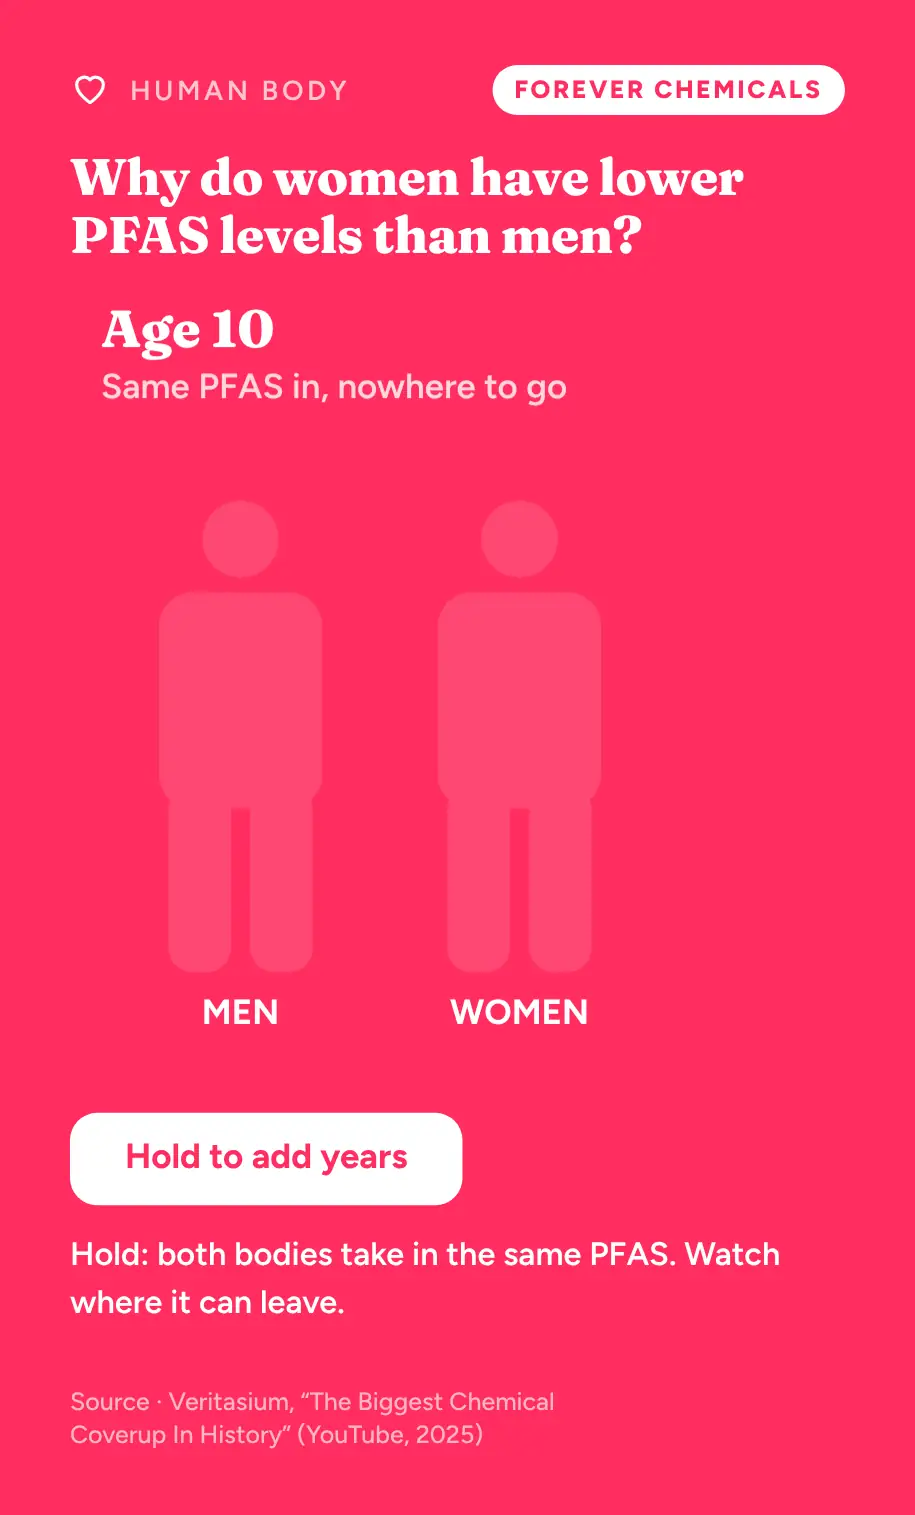 HUMAN BODY
FOREVER CHEMICALS
Why do women have lower
PFAS levels than men?
Age 10
Same PFAS in, nowhere to go
MEN
WOMEN
Hold to add years
Hold: both bodies take in the same PFAS. Watch
where it can leave.
Source · Veritasium, “The Biggest Chemical
Coverup In History” (YouTube, 2025)